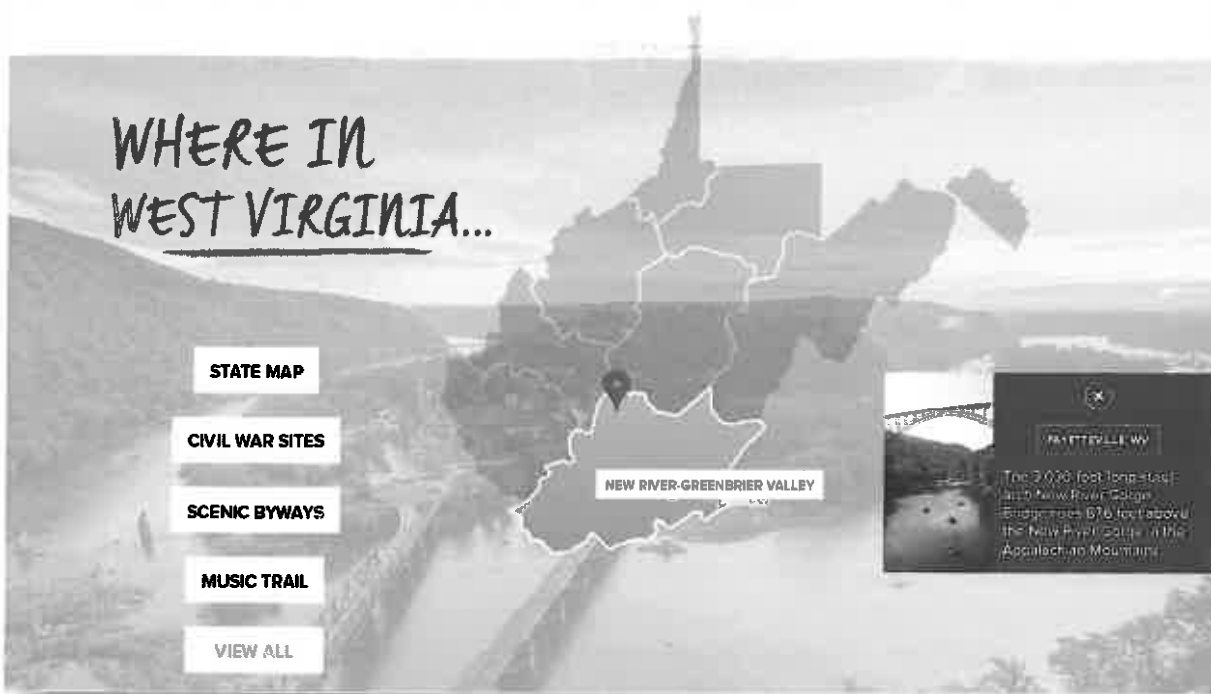 WHERE IN
WEST VIRGINIA...
STATE MAP
CIVIL WAR SITES
SCENIC BYWAYS
MUSIC TRAIL
VIEW ALL
NEW RIVER-GREENBRIER VALLEY
FAYETTEVILLE WV
The 3,030 foot long steel
arch New River Gorge
Bridge rises 876 feet above
the New River Gorge in the
Appalachian Mountains